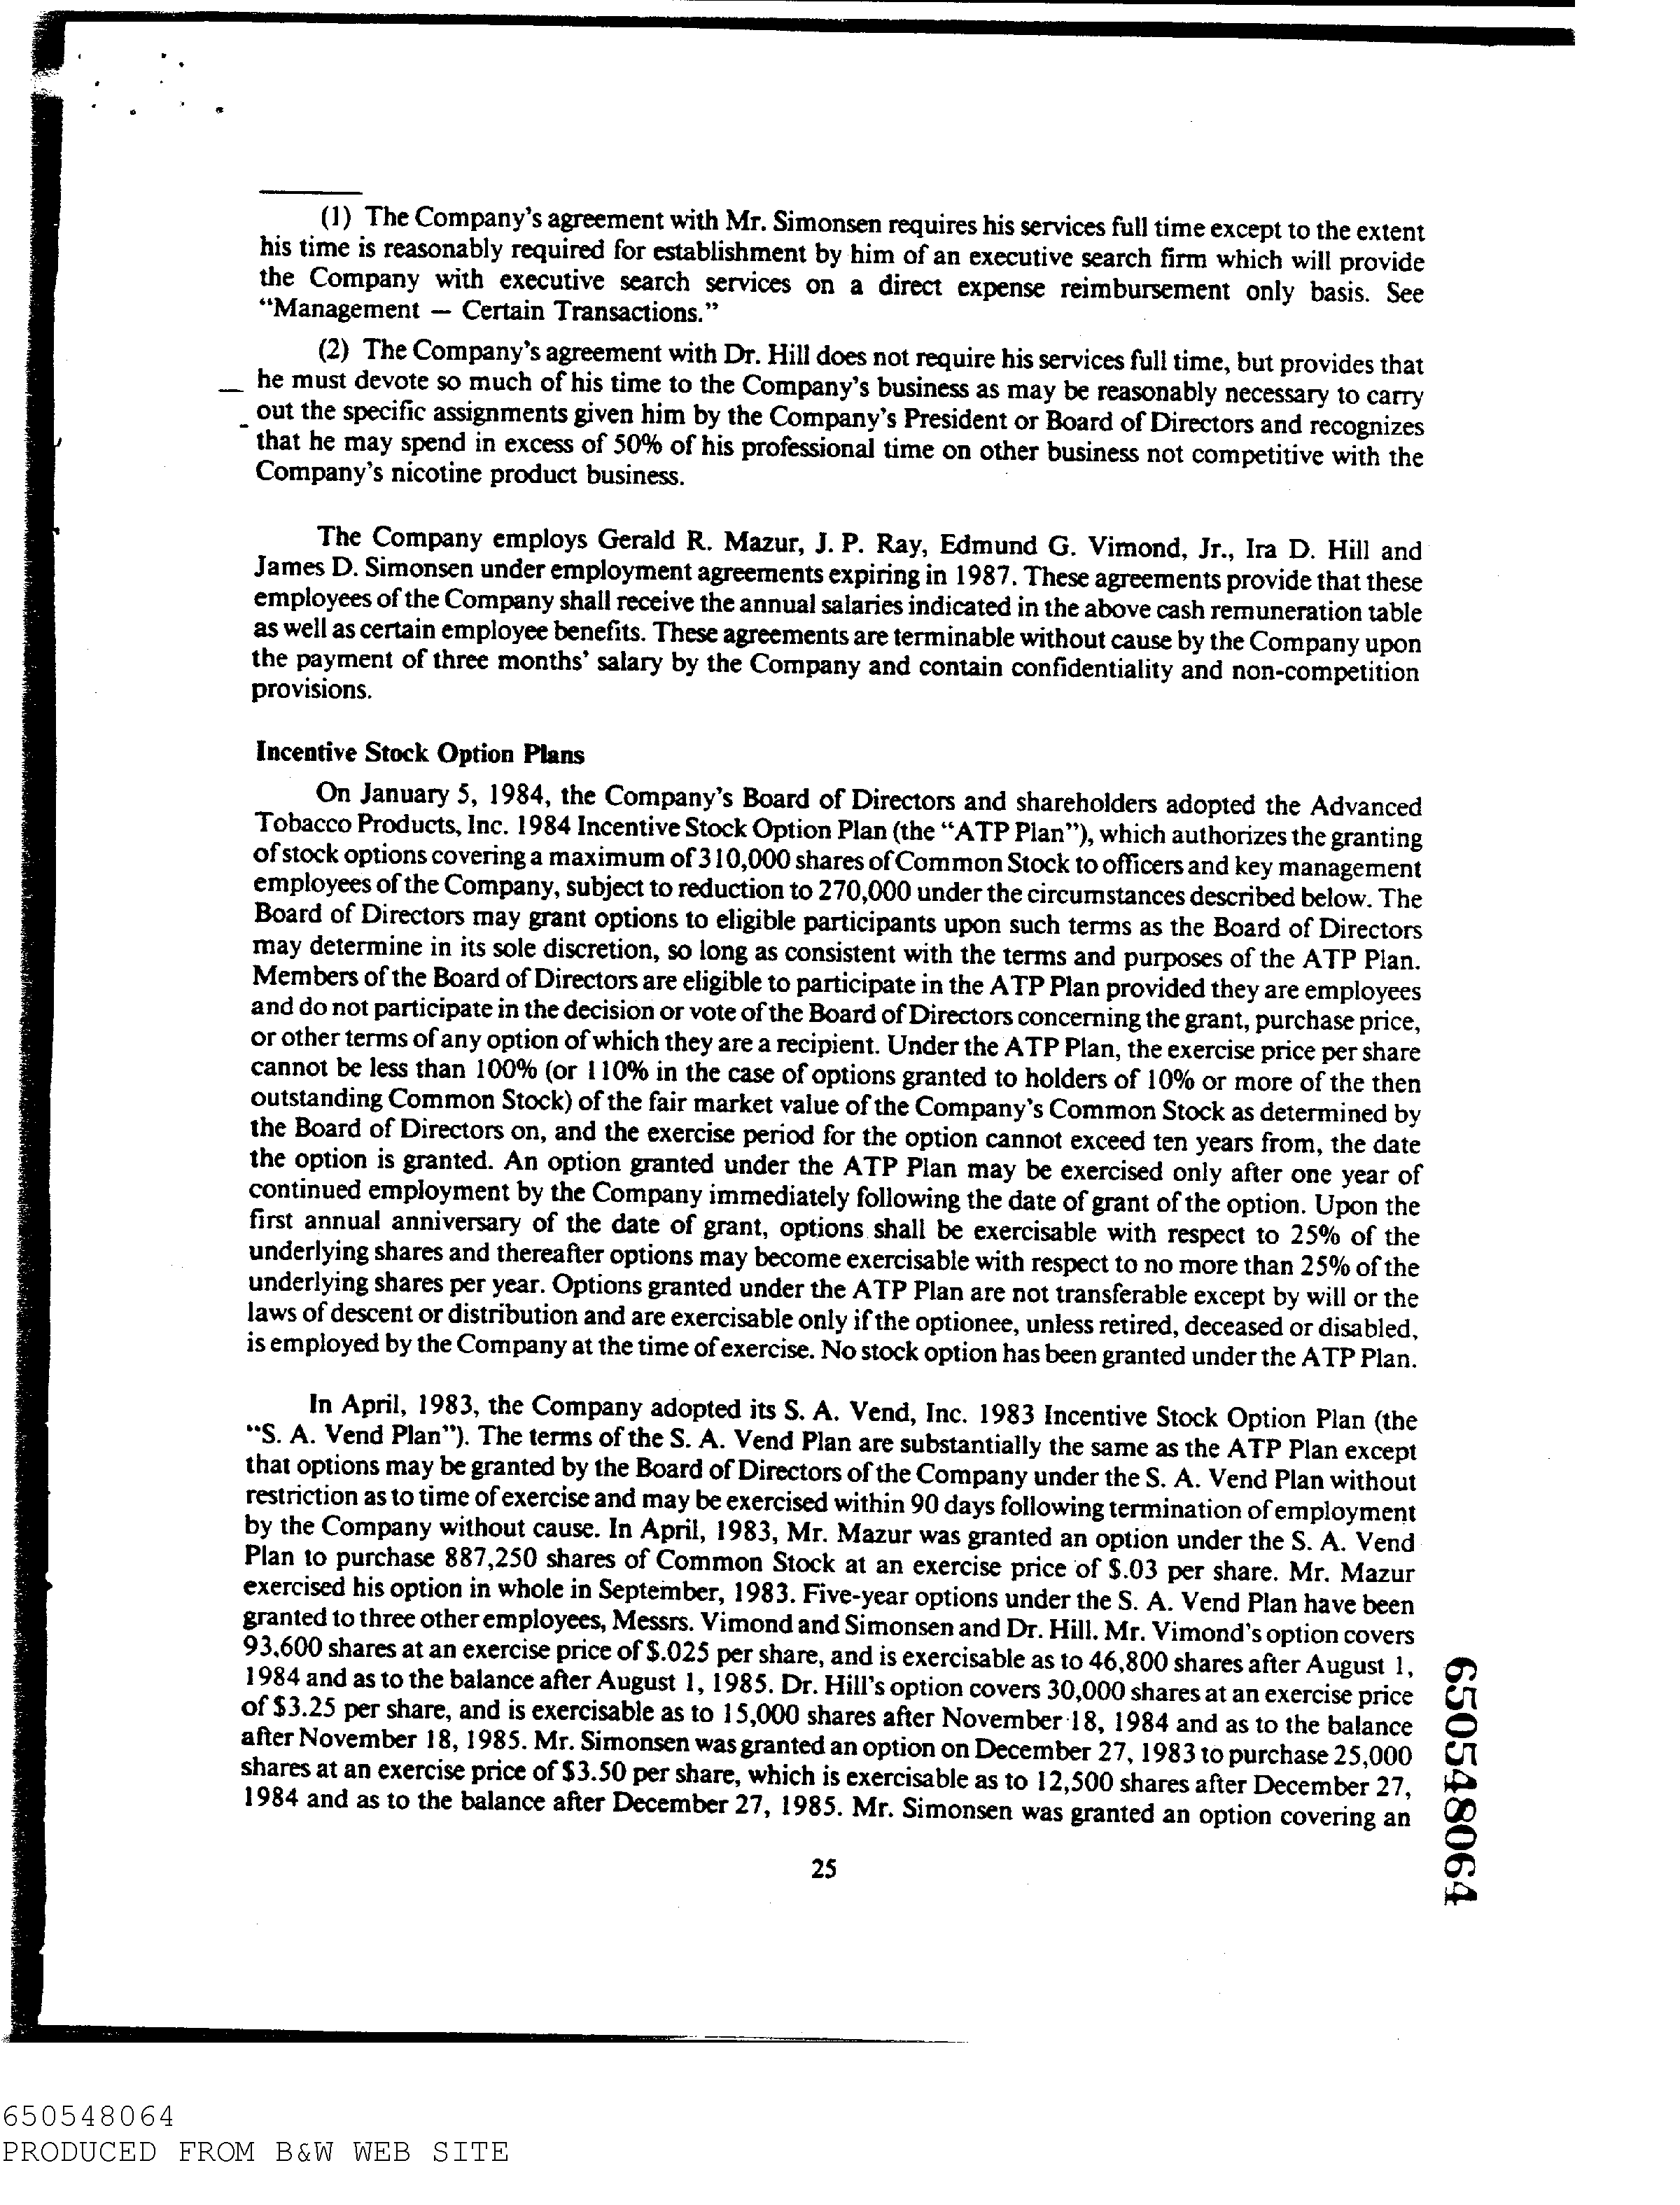 (1) The Company's agreement with Mr. Simonsen requires his services full time except to the extent
his time is reasonably required for establishment by him of an executive search firm which will provide
the Company with executive search services on a direct expense reimbursement only basis. See
“Management — Certain Transactions.”
(2) The Company's agreement with Dr. Hill does not require his services full time, but provides that
he must devote so much of his time to the Company's business as may be reasonably necessary to carry
out the specific assignments given him by the Company's President or Board of Directors and recognizes
that he may spend in excess of 50% of his professional time on other business not competitive with the
Company's nicotine product business.
The Company employs Gerald R. Mazur, J. P. Ray, Edmund G. Vimond, Jr., Ira D. Hill and
James D. Simonsen under employment agreements expiring in 1987. These agreements provide that these
employees of the Company shall receive the annual salaries indicated in the above cash remuneration table
as well as certain employee benefits. These agreements are terminable without cause by the Company upon
the payment of three months' salary by the Company and contain confidentiality and non-competition
provisions.
Incentive Stock Option Plans
On January 5, 1984, the Company's Board of Directors and shareholders adopted the Advanced
Tobacco Products, Inc. 1984 Incentive Stock Option Plan (the “ATP Plan”), which authorizes the granting
of stock options covering a maximum of 310,000 shares of Common Stock to officers and key management
employees of the Company, subject to reduction to 270,000 under the circumstances described below. The
Board of Directors may grant options to eligible participants upon such terms as the Board of Directors
may determine in its sole discretion, so long as consistent with the terms and purposes of the ATP Plan.
Members of the Board of Directors are eligible to participate in the ATP Plan provided they are employees
and do not participate in the decision or vote of the Board of Directors concerning the grant, purchase price,
or other terms of any option of which they are a recipient. Under the ATP Plan, the exercise price per share
cannot be less than 100% (or 110% in the case of options granted to holders of 10% or more of the then
outstanding Common Stock) of the fair market value of the Company's Common Stock as determined by
the Board of Directors on, and the exercise period for the option cannot exceed ten years from, the date
the option is granted. An option granted under the ATP Plan may be exercised only after one year of
continued employment by the Company immediately following the date of grant of the option. Upon the
first annual anniversary of the date of grant, options shall be exercisable with respect to 25% of the
underlying shares and thereafter options may become exercisable with respect to no more than 25% of the
underlying shares per year. Options granted under the ATP Plan are not transferable except by will or the
laws of descent or distribution and are exercisable only if the optionee, unless retired, deceased or disabled,
is employed by the Company at the time of exercise. No stock option has been granted under the ATP Plan.
In April, 1983, the Company adopted its S. A. Vend, Inc. 1983 Incentive Stock Option Plan (the
“S. A. Vend Plan”). The terms of the S. A. Vend Plan are substantially the same as the ATP Plan except
that options may be granted by the Board of Directors of the Company under the S. A. Vend Plan without
restriction as to time of exercise and may be exercised within 90 days following termination of employment
by the Company without cause. In April, 1983, Mr. Mazur was granted an option under the S. A. Vend
Plan to purchase 887,250 shares of Common Stock at an exercise price of $.03 per share. Mr. Mazur
exercised his option in whole in September, 1983. Five-year options under the S. A. Vend Plan have been
granted to three other employees, Messrs. Vimond and Simonsen and Dr. Hill. Mr. Vimond's option covers
93,600 shares at an exercise price of $.025 per share, and is exercisable as to 46,800 shares after August 1,
1984 and as to the balance after August 1, 1985. Dr. Hill's option covers 30,000 shares at an exercise price
of $3.25 per share, and is exercisable as to 15,000 shares after November 18, 1984 and as to the balance
after November 18, 1985. Mr. Simonsen was granted an option on December 27, 1983 to purchase 25,000
shares at an exercise price of $3.50 per share, which is exercisable as to 12,500 shares after December 27,
1984 and as to the balance after December 27, 1985. Mr. Simonsen was granted an option covering an
25
650548064
650548064
PRODUCED FROM B&W WEB SITE